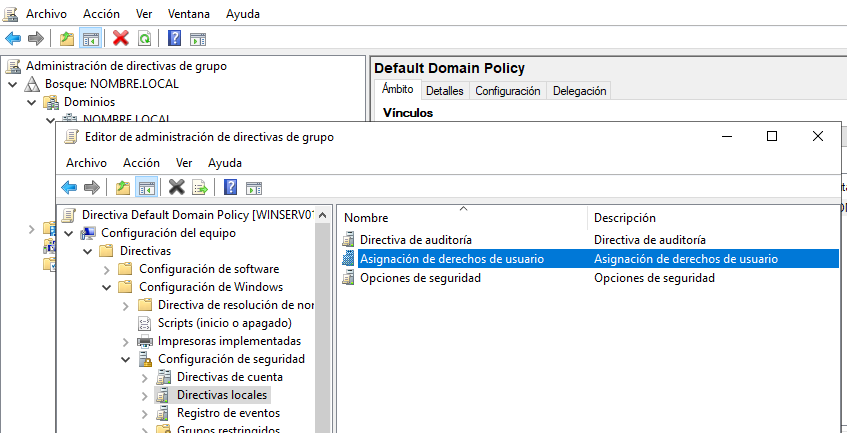 Archivo Acción Ver Ventana Ayuda
Administración de directivas de grupo
Bosque: NOMBRE.LOCAL
Dominios
NOMBRE.LOCAL
Default Domain Policy
Ámbito Detalles Configuración Delegación
Vínculos
Editor de administración de directivas de grupo
Archivo Acción Ver Ayuda
Directiva Default Domain Policy [WINSERV01
Configuración del equipo
Directivas
Configuración de software
Configuración de Windows
Directiva de resolución de nor
Scripts (inicio o apagado)
Impresoras implementadas
Configuración de seguridad
Directivas de cuenta
Directivas locales
Registro de eventos
Grupos restringidos
Nombre Descripción
Directiva de auditoría Directiva de auditoría
Asignación de derechos de usuario Asignación de derechos de usuario
Opciones de seguridad Opciones de seguridad